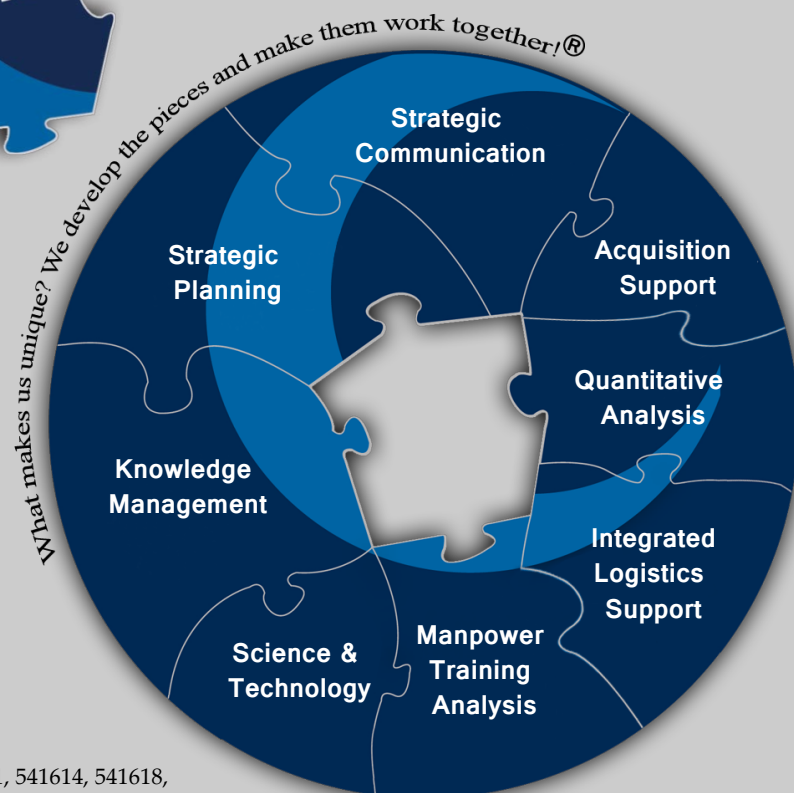 What makes us unique? We develop the pieces and make them work together!®
Strategic
Communication
Acquisition
Support
Strategic
Planning
Quantitative
Analysis
Knowledge
Management
Integrated
Logistics
Support
Manpower
Training
Analysis
Science &
Technology
, 541614, 541618,